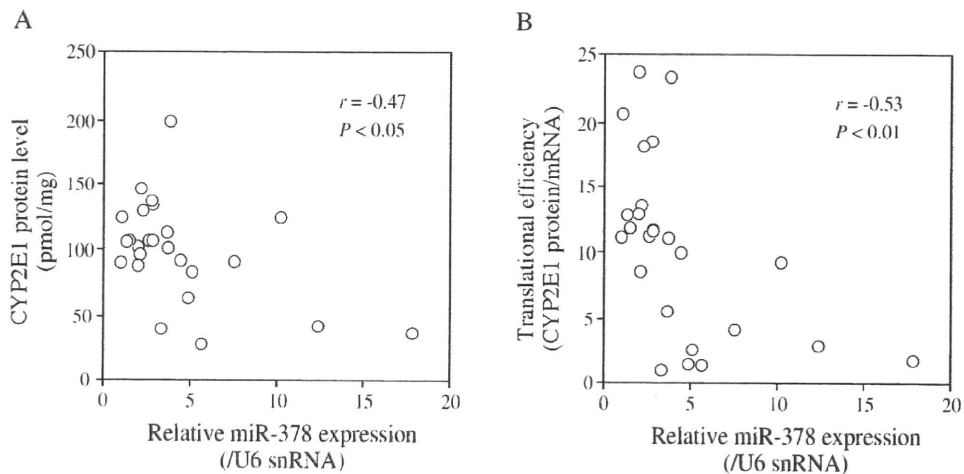 A
CYP2E1 protein level
(pmol/mg)
250
200
150
100
50
0
r = -0.47
P < 0.05
0 5 10 15 20
Relative miR-378 expression
(/U6 snRNA)
B
Translational efficiency
(CYP2E1 protein/mRNA)
25
20
15
10
5
0
r = -0.53
P < 0.01
0 5 10 15 20
Relative miR-378 expression
(/U6 snRNA)